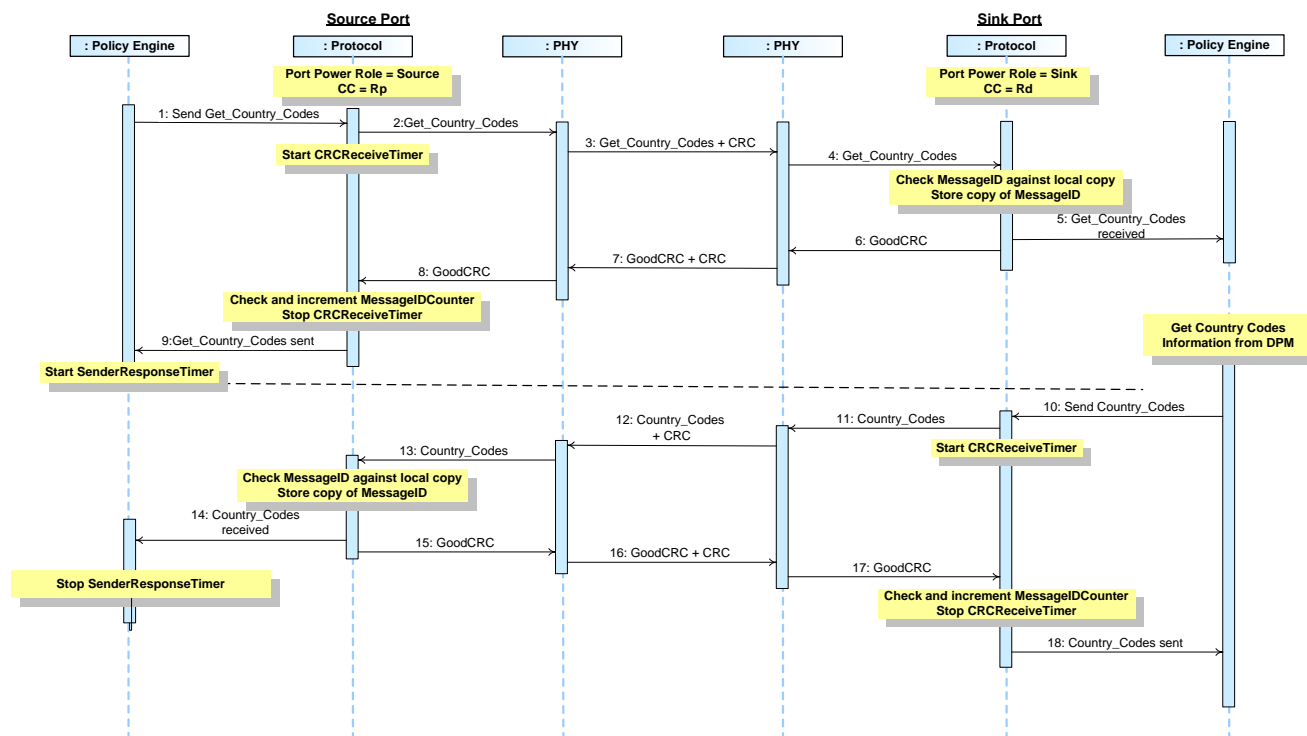 Source Port
Sink Port
: Policy Engine
: Protocol
: PHY
: PHY
: Protocol
: Policy Engine
Port Power Role = Source
CC = Rp
Port Power Role = Sink
CC = Rd
1: Send Get_Country_Codes
2:Get_Country_Codes
Start CRCReceiveTimer
3: Get_Country_Codes + CRC
4: Get_Country_Codes
Check MessageID against local copy
Store copy of MessageID
5: Get_Country_Codes
received
6: GoodCRC
7: GoodCRC + CRC
8: GoodCRC
Check and increment MessageIDCounter
Stop CRCReceiveTimer
9:Get_Country_Codes sent
Start SenderResponseTimer
Get Country Codes
Information from DPM
10: Send Country_Codes
11: Country_Codes
Start CRCReceiveTimer
12: Country_Codes
+ CRC
13: Country_Codes
Check MessageID against local copy
Store copy of MessageID
14: Country_Codes
received
15: GoodCRC
16: GoodCRC + CRC
17: GoodCRC
Stop SenderResponseTimer
Check and increment MessageIDCounter
Stop CRCReceiveTimer
18: Country_Codes sent